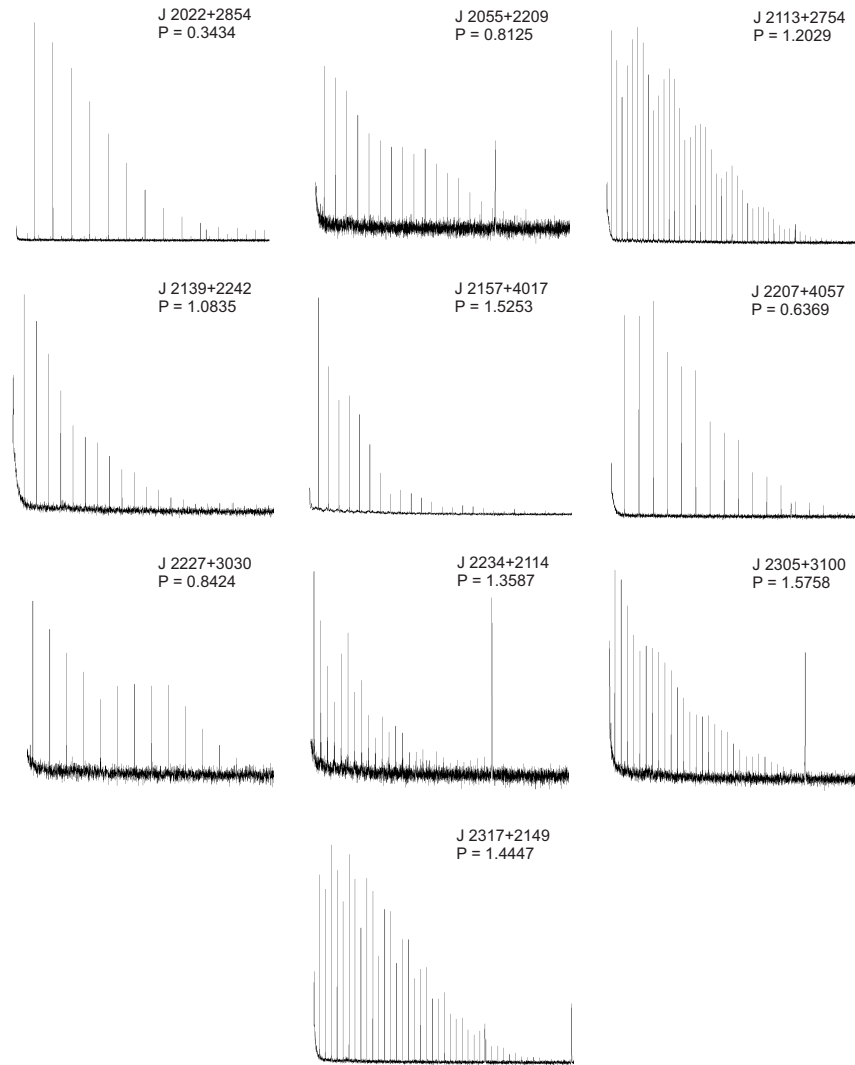 J 2022+2854
P = 0.3434
J 2055+2209
P = 0.8125
J 2113+2754
P = 1.2029
J 2139+2242
P = 1.0835
J 2157+4017
P = 1.5253
J 2207+4057
P = 0.6369
J 2227+3030
P = 0.8424
J 2234+2114
P = 1.3587
J 2305+3100
P = 1.5758
J 2317+2149
P = 1.4447